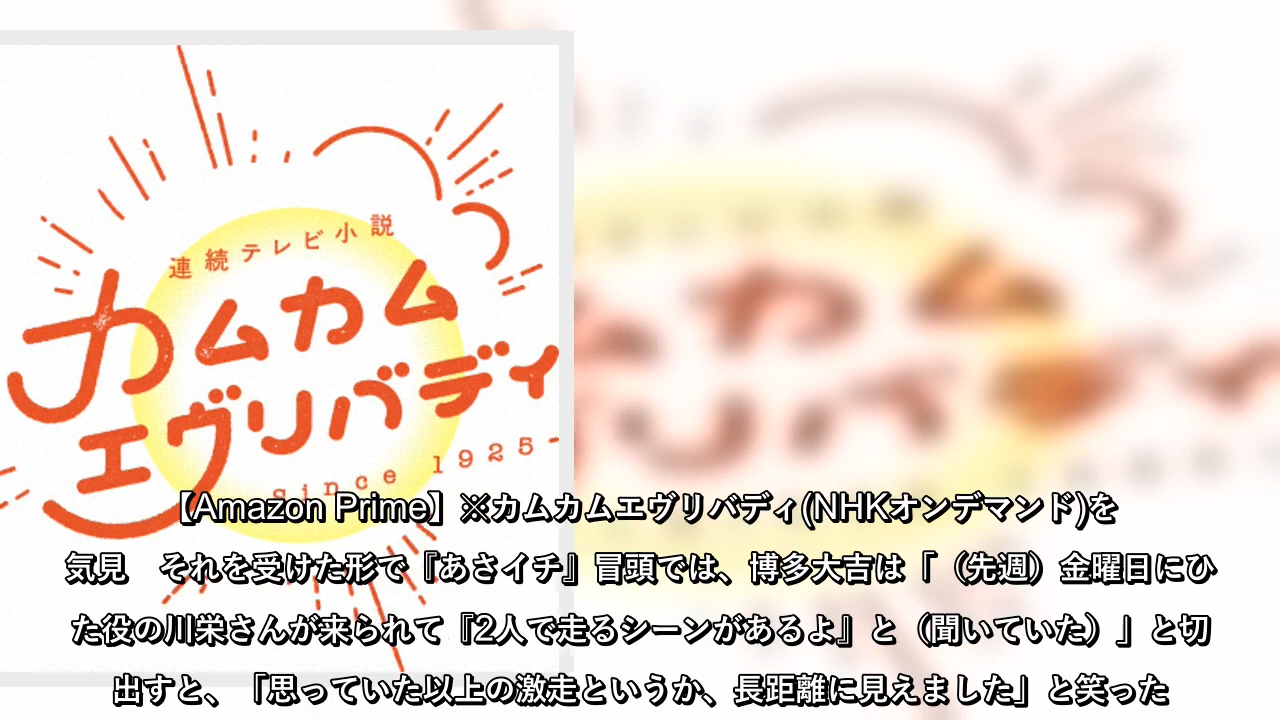 連続テレビ小説
カムカム
エヴリバディ
Since 1925-
【Amazon Prime】※カムカムエヴリバディ(NHKオンデマンド)を
気見　それを受けた形で『あさイチ』冒頭では、博多大吉は「（先週）金曜日にひ
た役の川栄さんが来られて『2人で走るシーンがあるよ』と（聞いていた）」と切
出すと、「思っていた以上の激走というか、長距離に見えました」と笑った